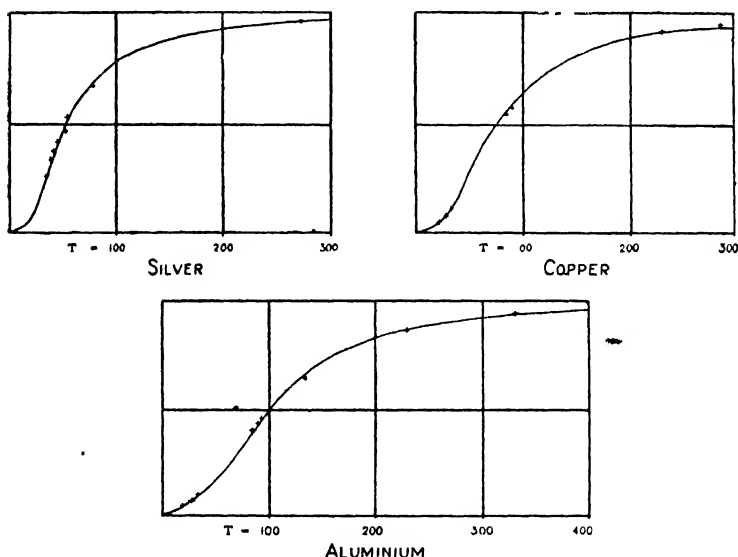 T = 100 200 300
SILVER
T = 00 200 300
COPPER
T = 100 200 300 400
ALUMINIUM